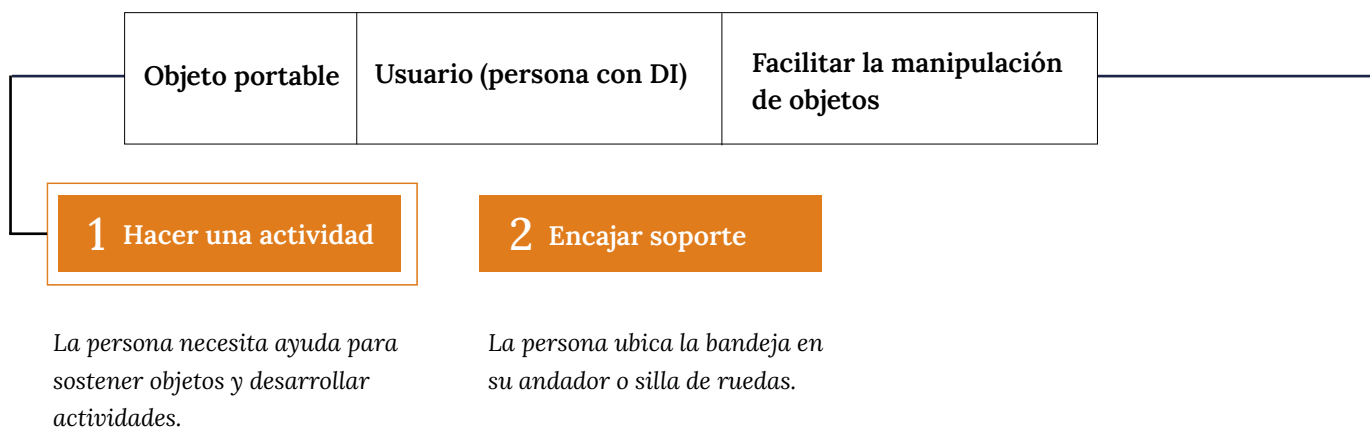 Objeto portable
Usuario (persona con DI)
Facilitar la manipulación
de objetos
1 Hacer una actividad
2 Encajar soporte
La persona necesita ayuda para
sostener objetos y desarrollar
actividades.
La persona ubica la bandeja en
su andador o silla de ruedas.